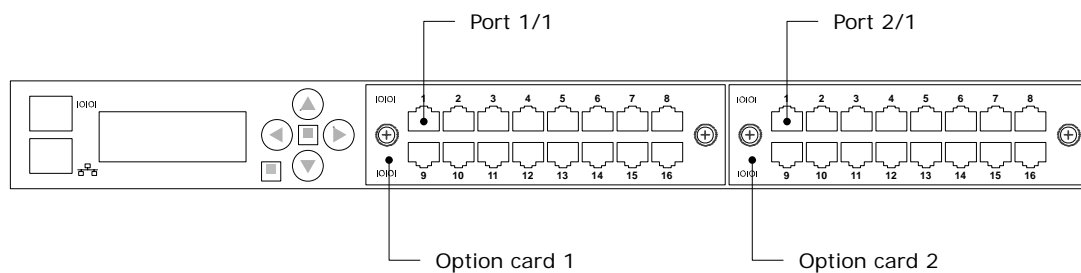 Port 1/1
Port 2/1
IOIOI
IOIOI
1 2 3 4 5 6 7 8
IOIOI
1 2 3 4 5 6 7 8
IOIOI
9 10 11 12 13 14 15 16
IOIOI
9 10 11 12 13 14 15 16
Option card 1
Option card 2